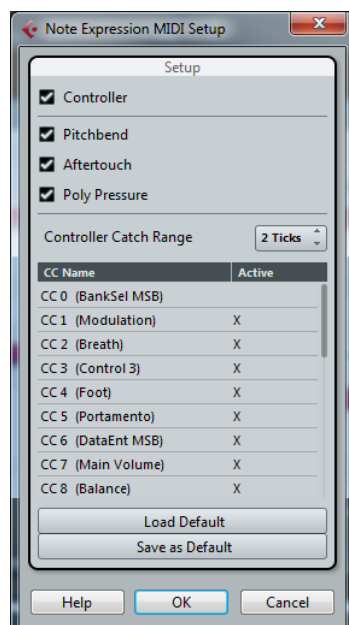 Note Expression MIDI Setup
Setup
Controller
Pitchbend
Aftertouch
Poly Pressure
Controller Catch Range 2 Ticks
CC Name Active
CC 0 (BankSel MSB)
CC 1 (Modulation) X
CC 2 (Breath) X
CC 3 (Control 3) X
CC 4 (Foot) X
CC 5 (Portamento) X
CC 6 (DataEnt MSB) X
CC 7 (Main Volume) X
CC 8 (Balance) X
Load Default
Save as Default
Help OK Cancel